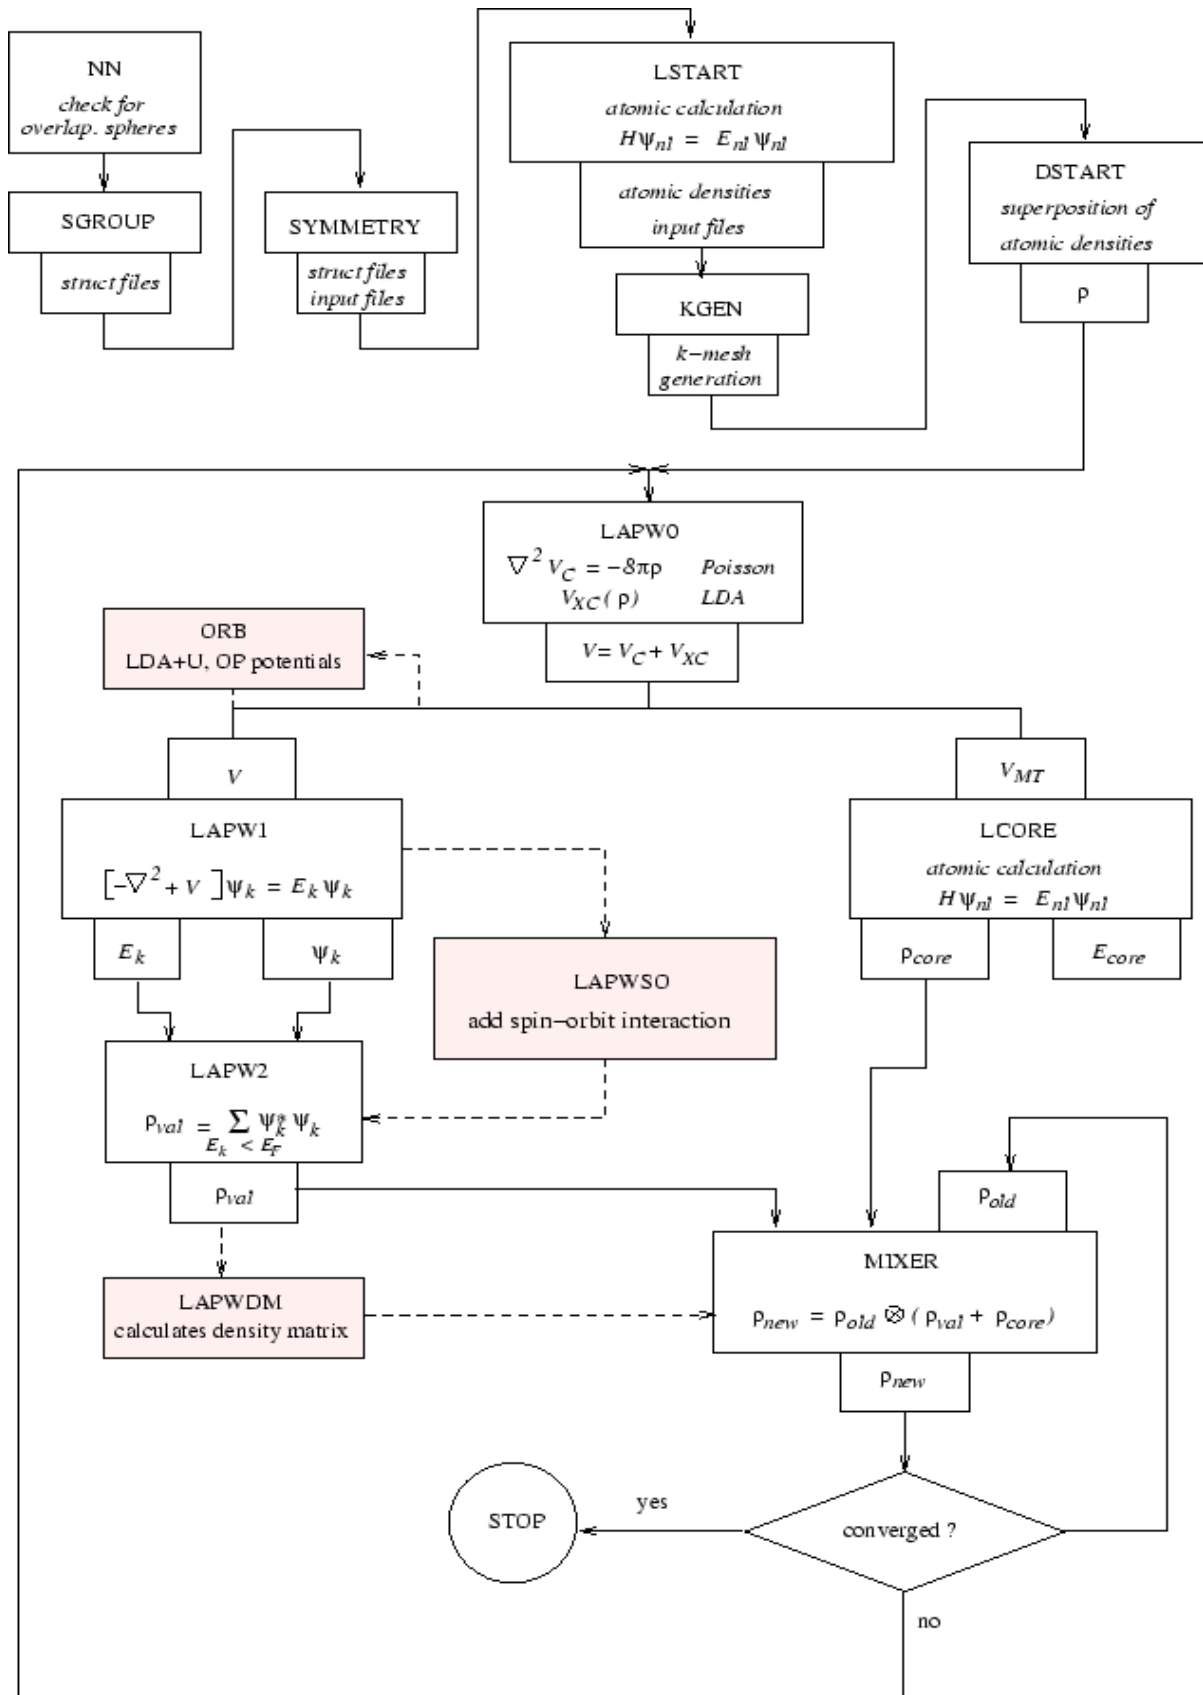 NN
check for
overlap. spheres
SGROUP
struct files
SYMMETRY
struct files
input files
LSTART
atomic calculation
Hψnl = Enl ψnl
atomic densities
input files
KGEN
k-mesh
generation
DSTART
superposition of
atomic densities
ρ
LAPW0
∇² VC = -8πρ Poisson
VXC(ρ) LDA
V = VC + VXC
ORB
LDA+U, OP potentials
V
LAPW1
[-∇² + V ]ψk = Ek ψk
Ek
ψk
LAPWSO
add spin-orbit interaction
VMT
LCORE
atomic calculation
Hψnl = Enl ψnl
ρcore
Ecore
LAPW2
ρval = Σ ψk* ψk
Ek < EF
ρval
LAPWDM
calculates density matrix
ρold
MIXER
ρnew = ρold ⊗ (ρval + ρcore)
ρnew
converged ?
yes
STOP
no